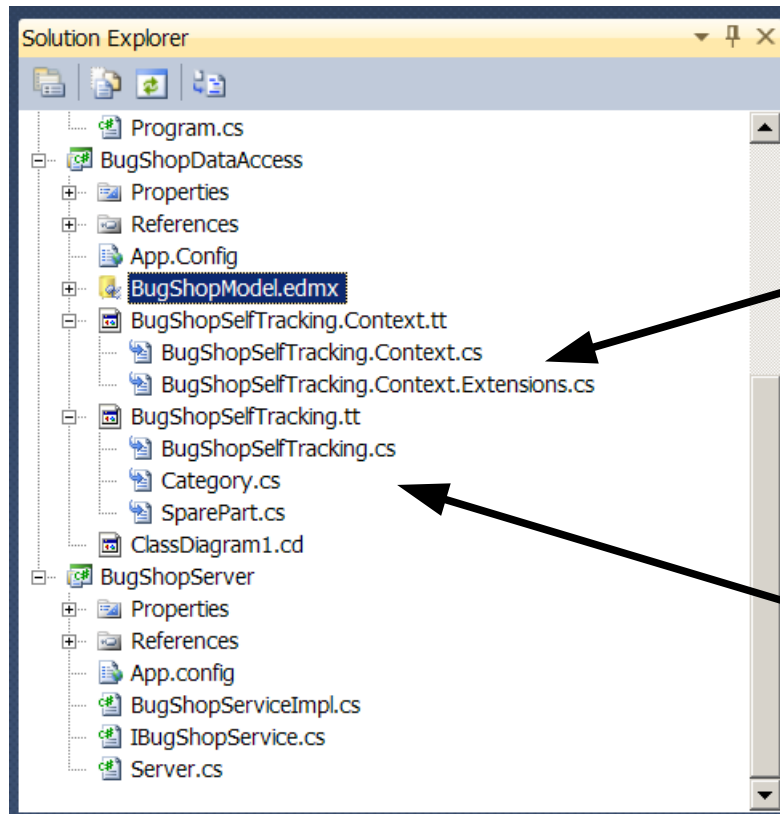 Solution Explorer
Program.cs
BugShopDataAccess
Properties
References
App.Config
BugShopModel.edmx
BugShopSelfTracking.Context.tt
BugShopSelfTracking.Context.cs
BugShopSelfTracking.Context.Extensions.cs
BugShopSelfTracking.tt
BugShopSelfTracking.cs
Category.cs
SparePart.cs
ClassDiagram1.cd
BugShopServer
Properties
References
App.config
BugShopServiceImpl.cs
IBugShopService.cs
Server.cs